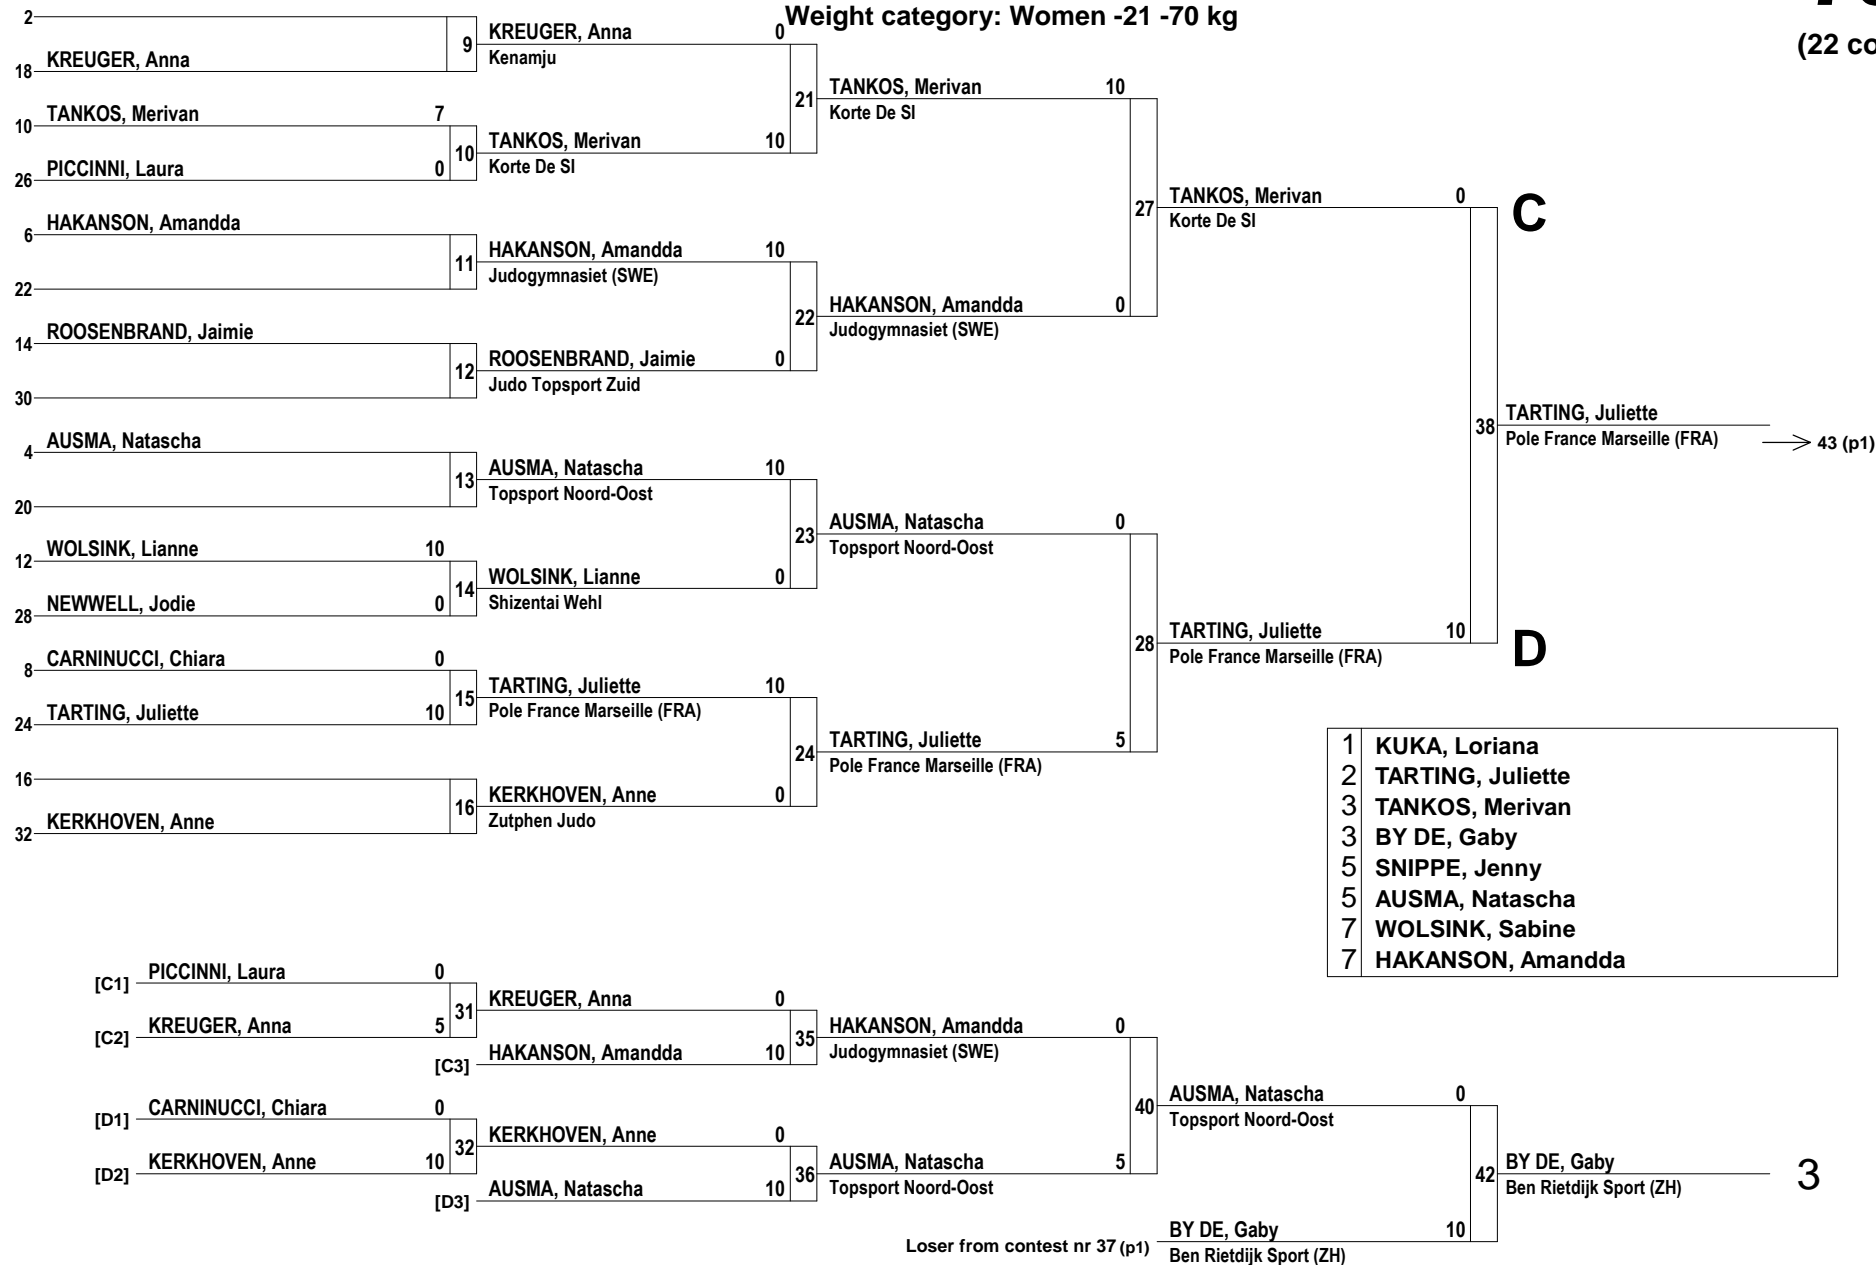 Weight category: Women -21 -70 kg
(22 co
2
KREUGER, Anna 0
9
Kenamju
KREUGER, Anna
18
TANKOS, Merivan 10
21
Korte De Sl
TANKOS, Merivan 7
10
10
TANKOS, Merivan 10
Korte De Sl
PICCINNI, Laura 0
26
TANKOS, Merivan 0
27
Korte De Sl
C
HAKANSON, Amandda
6
HAKANSON, Amandda 10
11
Judogymnasiet (SWE)
22
HAKANSON, Amandda 0
22
Judogymnasiet (SWE)
ROOSENBRAND, Jaimie
14
ROOSENBRAND, Jaimie 0
12
Judo Topsport Zuid
30
TARTING, Juliette
38
Pole France Marseille (FRA)
43 (p1)
AUSMA, Natascha
4
AUSMA, Natascha 10
13
Topsport Noord-Oost
20
AUSMA, Natascha 0
23
Topsport Noord-Oost
WOLSINK, Lianne 10
12
WOLSINK, Lianne 0
14
Shizentai Wehl
NEWWELL, Jodie 0
28
TARTING, Juliette 10
28
Pole France Marseille (FRA)
D
CARNINUCCI, Chiara 0
8
TARTING, Juliette 10
15
Pole France Marseille (FRA)
TARTING, Juliette 10
24
TARTING, Juliette 5
24
Pole France Marseille (FRA)
16
KERKHOVEN, Anne 0
16
Zutphen Judo
KERKHOVEN, Anne
32
1 KUKA, Loriana
2 TARTING, Juliette
3 TANKOS, Merivan
3 BY DE, Gaby
5 SNIPPE, Jenny
5 AUSMA, Natascha
7 WOLSINK, Sabine
7 HAKANSON, Amandda
[C1] PICCINNI, Laura 0
31
KREUGER, Anna 0
[C2] KREUGER, Anna 5
35
HAKANSON, Amandda 0
Judogymnasiet (SWE)
[C3] HAKANSON, Amandda 10
40
AUSMA, Natascha 0
Topsport Noord-Oost
[D1] CARNINUCCI, Chiara 0
32
KERKHOVEN, Anne 0
[D2] KERKHOVEN, Anne 10
36
AUSMA, Natascha 5
Topsport Noord-Oost
[D3] AUSMA, Natascha 10
42
BY DE, Gaby
Ben Rietdijk Sport (ZH)
3
Loser from contest nr 37 (p1)
BY DE, Gaby 10
Ben Rietdijk Sport (ZH)